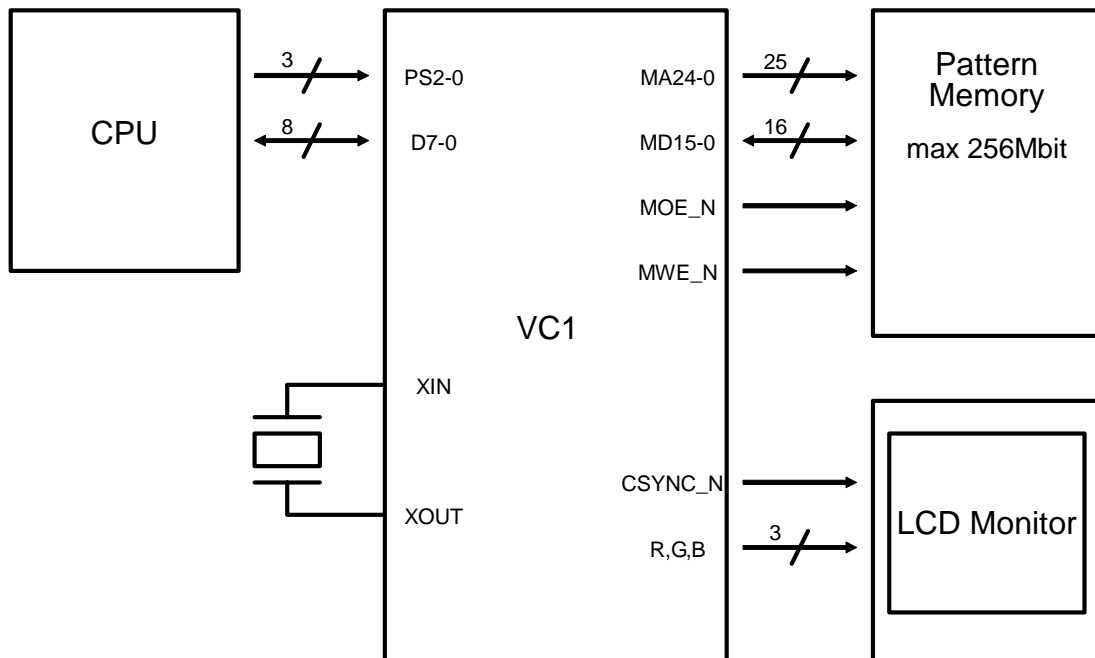 CPU
3
8
PS2-0
D7-0
VC1
XIN
XOUT
MA24-0
MD15-0
MOE_N
MWE_N
CSYNC_N
R,G,B
25
16
3
Pattern
Memory
max 256Mbit
LCD Monitor